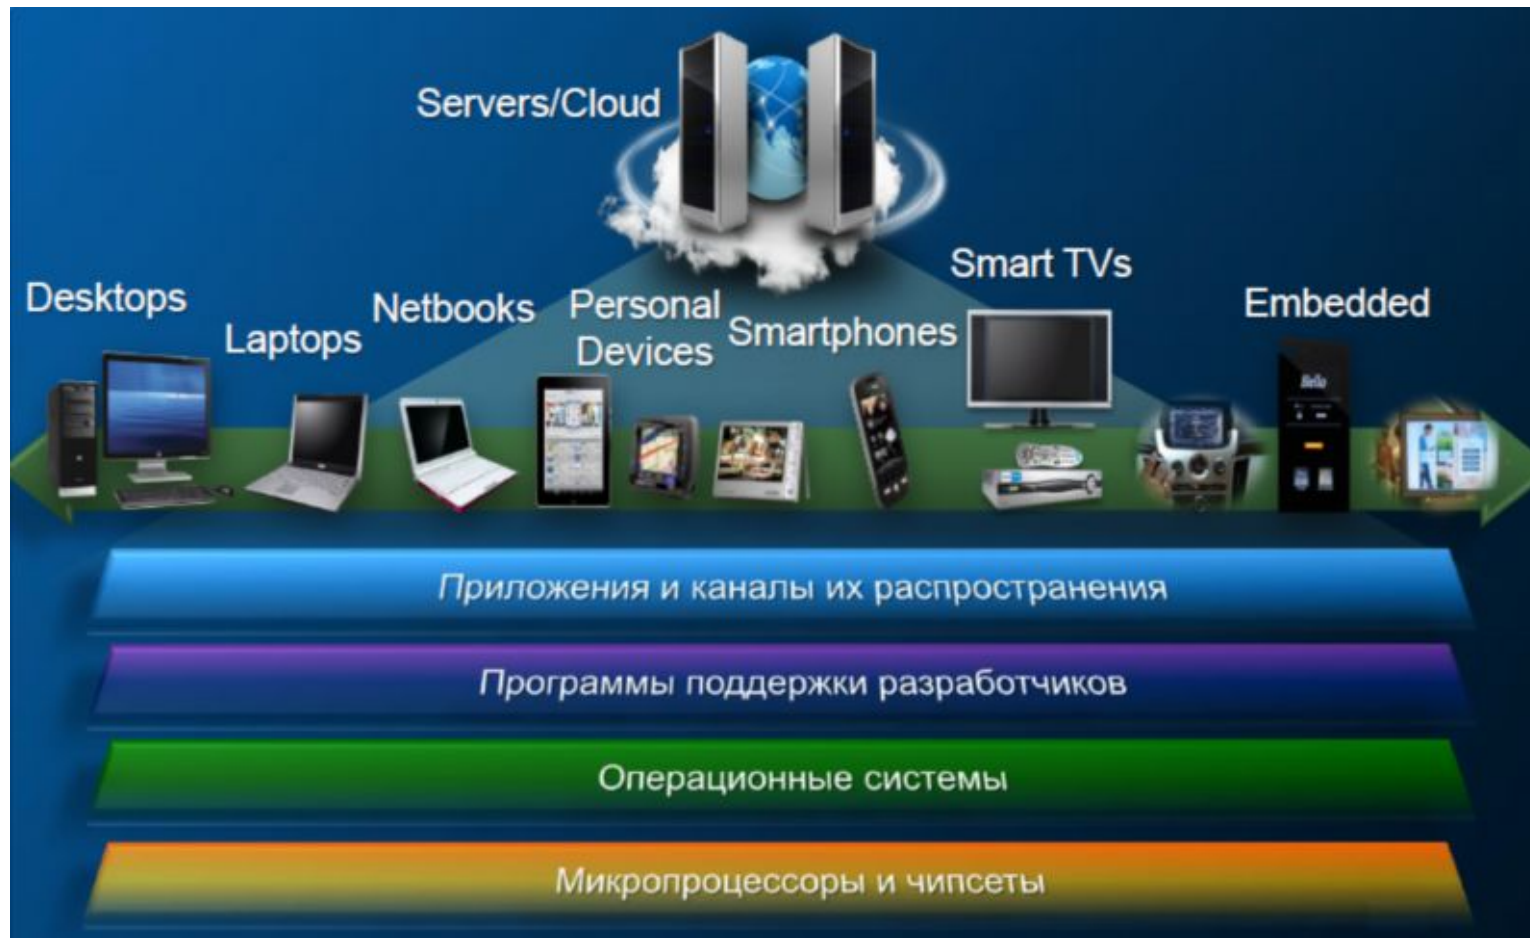 Servers/Cloud
Smart TVs
Desktops
Laptops
Netbooks
Personal
Devices
Smartphones
Embedded
Hello
Приложения и каналы их распространения
Программы поддержки разработчиков
Операционные системы
Микропроцессоры и чипсеты